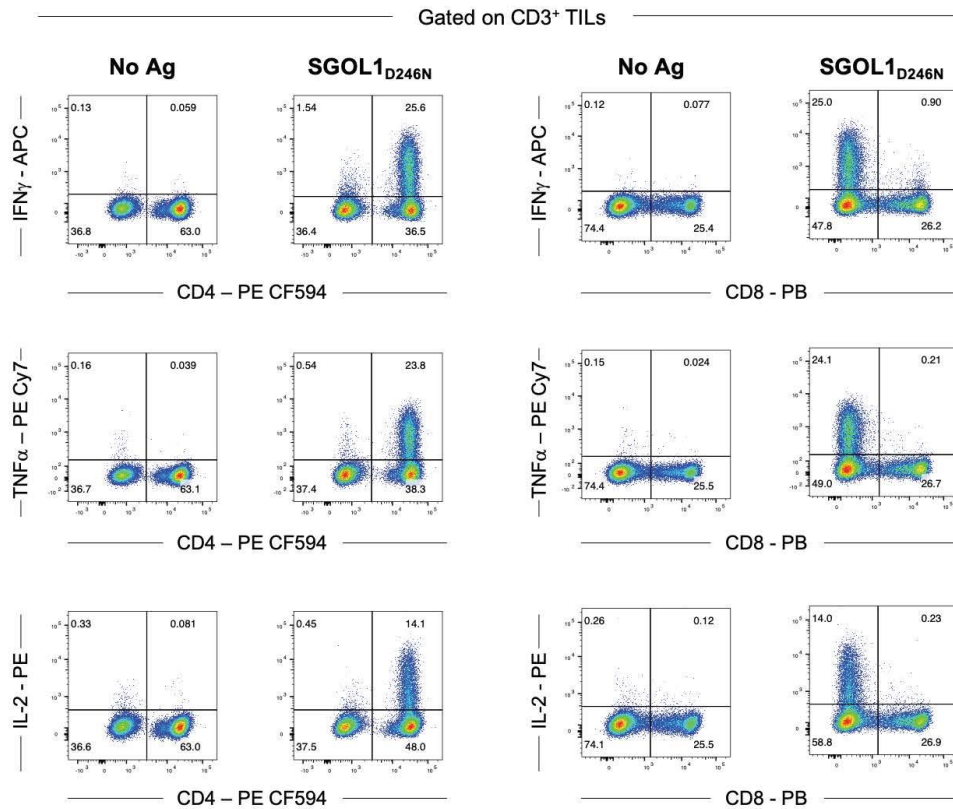 Gated on CD3+ TILs
No Ag
SGOL1D246N
No Ag
SGOL1D246N
IFNγ - APC
0.13 0.059
36.8 63.0
1.54 25.6
36.4 36.5
IFNγ - APC
0.12 0.077
74.4 25.4
25.0 0.90
47.8 26.2
CD4 – PE CF594
CD8 - PB
TNFα – PE Cy7
0.16 0.039
36.7 63.1
0.54 23.8
37.4 38.3
TNFα – PE Cy7
0.15 0.024
74.4 25.5
24.1 0.21
49.0 26.7
CD4 – PE CF594
CD8 - PB
IL-2 - PE
0.33 0.081
36.6 63.0
0.45 14.1
37.5 48.0
IL-2 - PE
0.26 0.12
74.1 25.5
14.0 0.23
58.8 26.9
CD4 – PE CF594
CD8 - PB